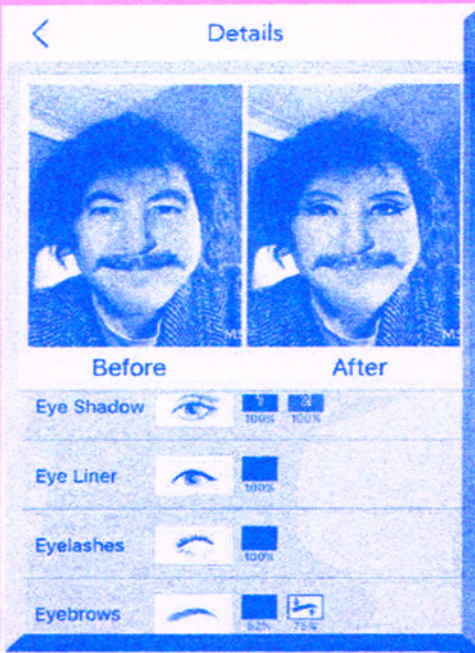 Details
Before After
Eye Shadow 100% 100%
Eye Liner 100%
Eyelashes 100%
Eyebrows 75%